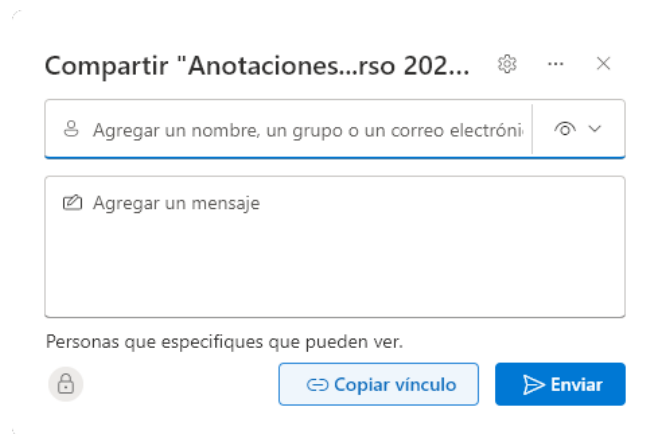 Compartir "Anotaciones...rso 202...
Agregar un nombre, un grupo o un correo electróni
Agregar un mensaje
Personas que especifiques que pueden ver.
Copiar vínculo
Enviar